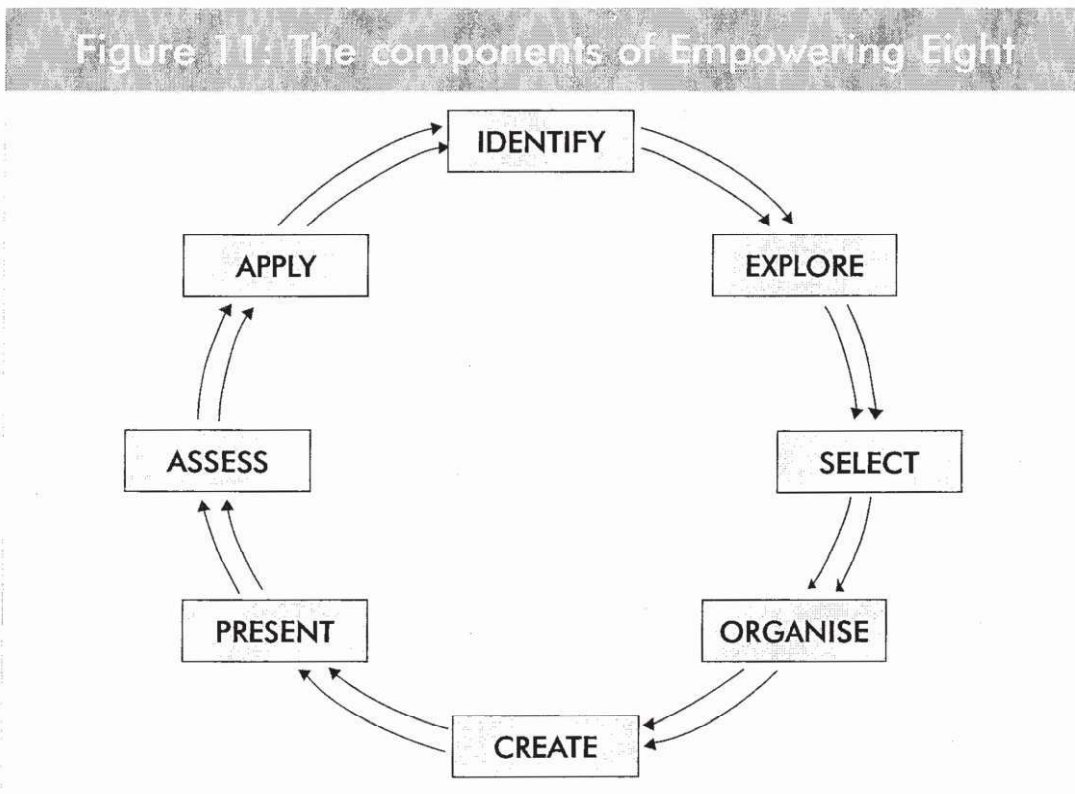 Figure 11: The components of Empowering Eight
IDENTIFY
EXPLORE
SELECT
ORGANISE
CREATE
PRESENT
ASSESS
APPLY